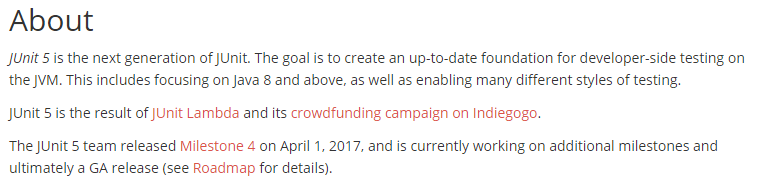 About
JUnit 5 is the next generation of JUnit. The goal is to create an up-to-date foundation for developer-side testing on
the JVM. This includes focusing on Java 8 and above, as well as enabling many different styles of testing.
JUnit 5 is the result of JUnit Lambda and its crowdfunding campaign on Indiegogo.
The JUnit 5 team released Milestone 4 on April 1, 2017, and is currently working on additional milestones and
ultimately a GA release (see Roadmap for details).